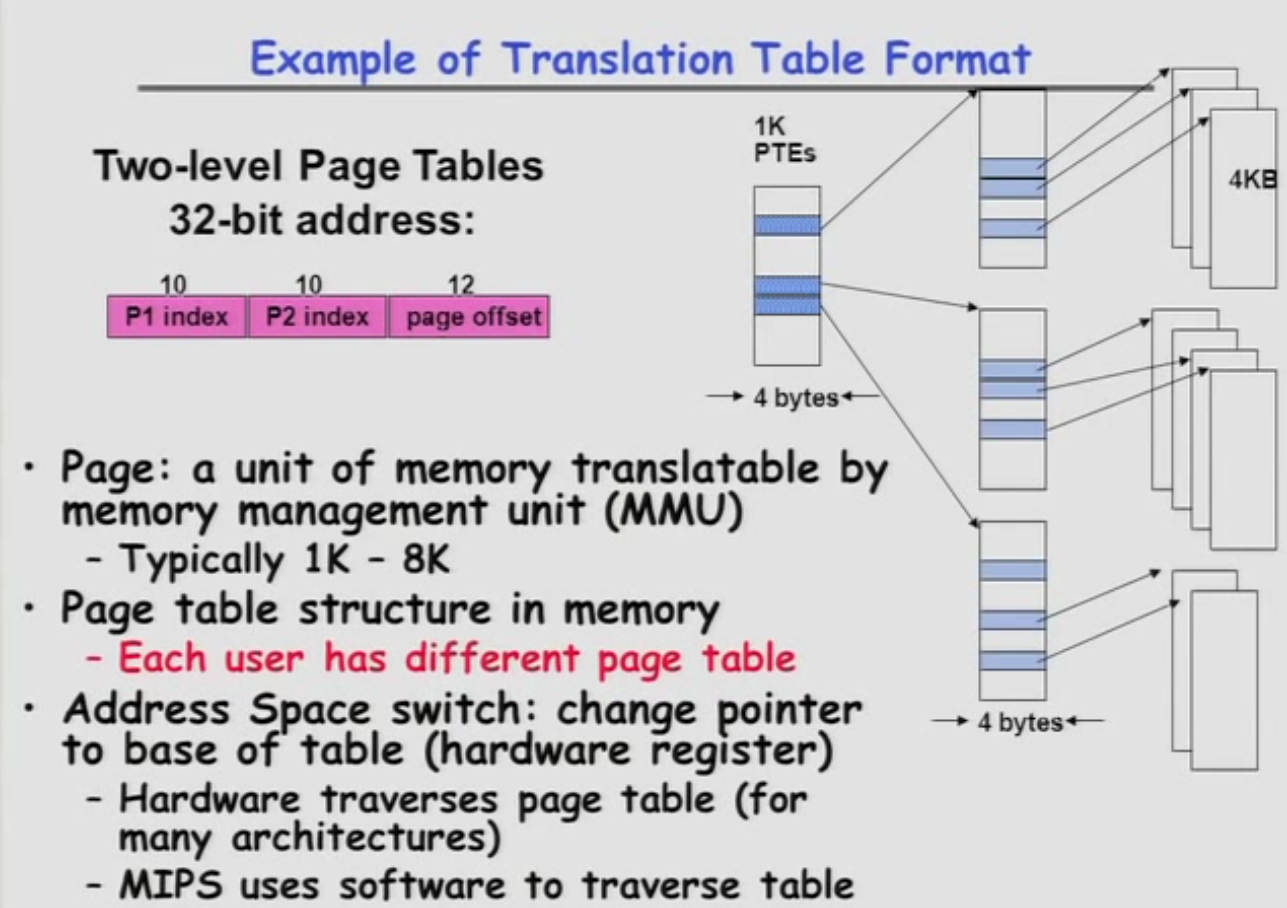 Example of Translation Table Format
Two-level Page Tables
32-bit address:
10 10 12
P1 index P2 index page offset
1K
PTEs
4 bytes
4KB
4 bytes
• Page: a unit of memory translatable by
memory management unit (MMU)
– Typically 1K – 8K
• Page table structure in memory
– Each user has different page table
• Address Space switch: change pointer
to base of table (hardware register)
– Hardware traverses page table (for
many architectures)
– MIPS uses software to traverse table